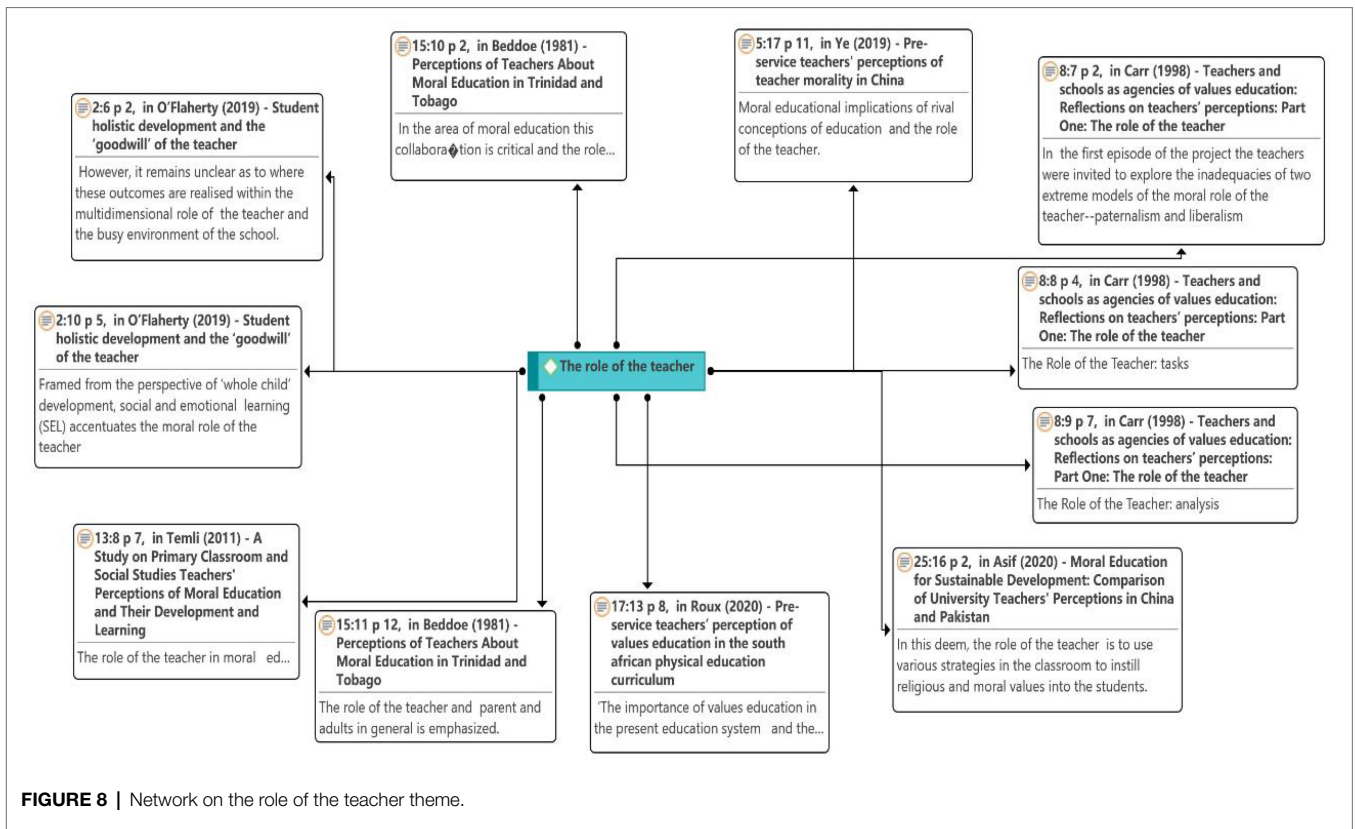 15:10 p 2, in Beddoe (1981) -
Perceptions of Teachers About
Moral Education in Trinidad and
Tobago
In the area of moral education this
collabora�tion is critical and the role...
5:17 p 11, in Ye (2019) - Pre-
service teachers' perceptions of
teacher morality in China
Moral educational implications of rival
conceptions of education and the role
of the teacher.
8:7 p 2, in Carr (1998) - Teachers and
schools as agencies of values education:
Reflections on teachers' perceptions: Part
One: The role of the teacher
In the first episode of the project the teachers
were invited to explore the inadequacies of two
extreme models of the moral role of the
teacher--paternalism and liberalism
2:6 p 2, in O'Flaherty (2019) - Student
holistic development and the
‘goodwill’ of the teacher
However, it remains unclear as to where
these outcomes are realised within the
multidimensional role of the teacher and
the busy environment of the school.
8:8 p 4, in Carr (1998) - Teachers and
schools as agencies of values education:
Reflections on teachers' perceptions: Part
One: The role of the teacher
The Role of the Teacher: tasks
2:10 p 5, in O'Flaherty (2019) - Student
holistic development and the ‘goodwill’
of the teacher
Framed from the perspective of ‘whole child’
development, social and emotional learning
(SEL) accentuates the moral role of the
teacher
The role of the teacher
8:9 p 7, in Carr (1998) - Teachers and
schools as agencies of values education:
Reflections on teachers' perceptions:
Part One: The role of the teacher
The Role of the Teacher: analysis
13:8 p 7, in Temli (2011) - A
Study on Primary Classroom and
Social Studies Teachers'
Perceptions of Moral Education
and Their Development and
Learning
The role of the teacher in moral ed...
15:11 p 12, in Beddoe (1981) -
Perceptions of Teachers About
Moral Education in Trinidad and
Tobago
The role of the teacher and parent and
adults in general is emphasized.
17:13 p 8, in Roux (2020) - Pre-
service teachers' perception of
values education in the south
african physical education
curriculum
‘The importance of values education in
the present education system and the...
25:16 p 2, in Asif (2020) - Moral Education
for Sustainable Development: Comparison
of University Teachers' Perceptions in China
and Pakistan
In this deem, the role of the teacher is to use
various strategies in the classroom to instill
religious and moral values into the students.
FIGURE 8 | Network on the role of the teacher theme.